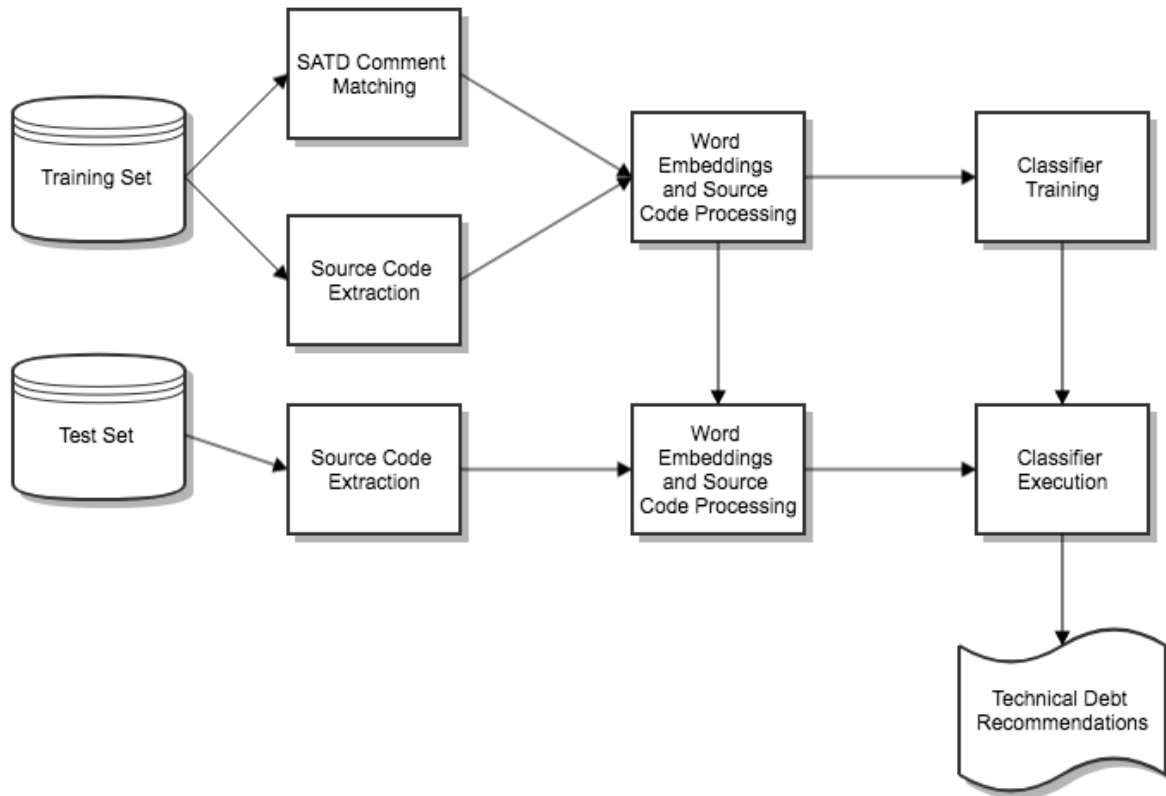 SATD Comment
Matching
Training Set
Word
Embeddings
and Source
Code Processing
Classifier
Training
Source Code
Extraction
Test Set
Source Code
Extraction
Word
Embeddings
and Source
Code Processing
Classifier
Execution
Technical Debt
Recommendations